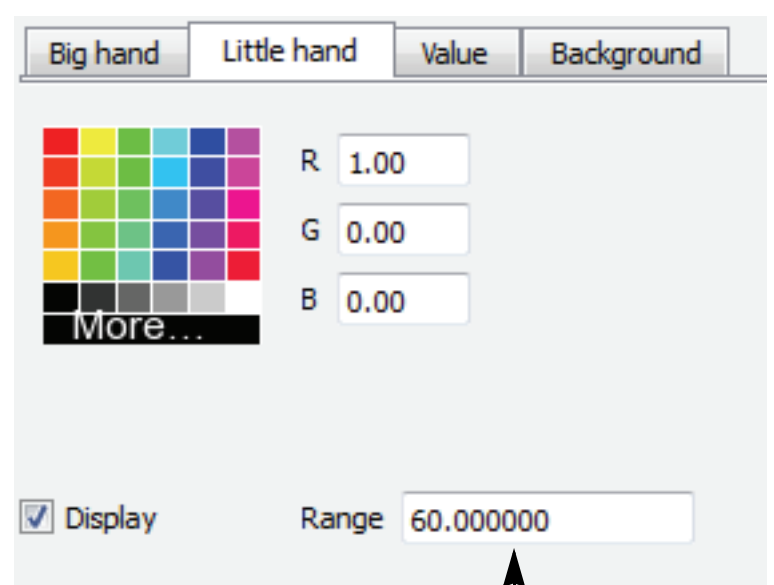 Big hand Little hand Value Background
R 1.00
G 0.00
B 0.00
More...
Display Range 60.000000